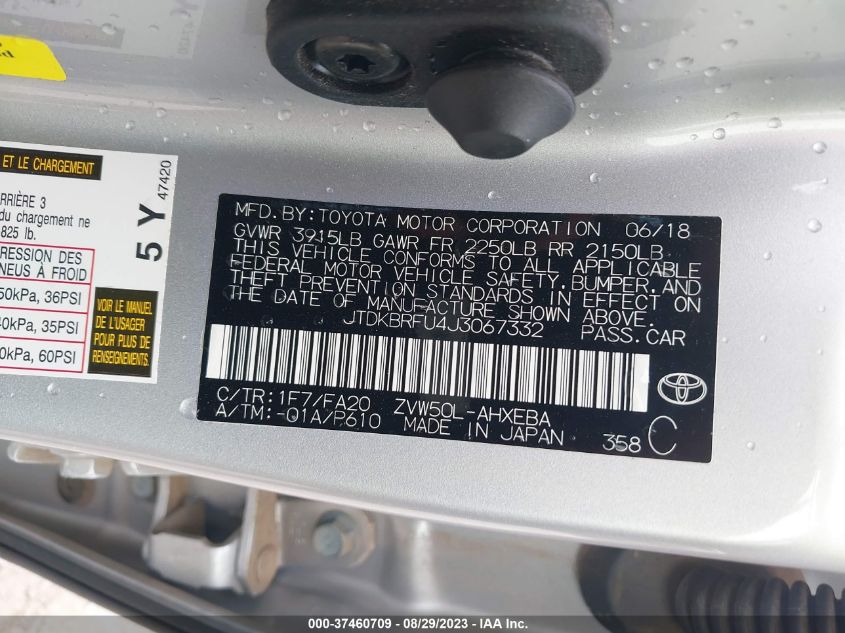 ET LE CHARGEMENT
RRIÈRE 3
du chargement ne
825 lb.
RESSION DES
NEUS À FROID
50kPa, 36PSI
40kPa, 35PSI
0kPa, 60PSI
5 Y 47420
VOIR LE MANUEL
DE L'USAGER
POUR PLUS DE
RENSEIGNEMENTS.
MFD. BY: TOYOTA MOTOR CORPORATION 06/18
GVWR 3915LB GAWR FR 2250LB RR 2150LB
THIS VEHICLE CONFORMS TO ALL APPLICABLE
FEDERAL MOTOR VEHICLE SAFETY, BUMPER, AND
THEFT PREVENTION STANDARDS IN EFFECT ON
THE DATE OF MANUFACTURE SHOWN ABOVE.
JTDKBRFU4J3067332 PASS.CAR
C/TR: 1F7/FA20 ZVW50L-AHXEBA
A/TM: -01A/P610 MADE IN JAPAN 358 C
000-37460709 - 08/29/2023 - IAA Inc.